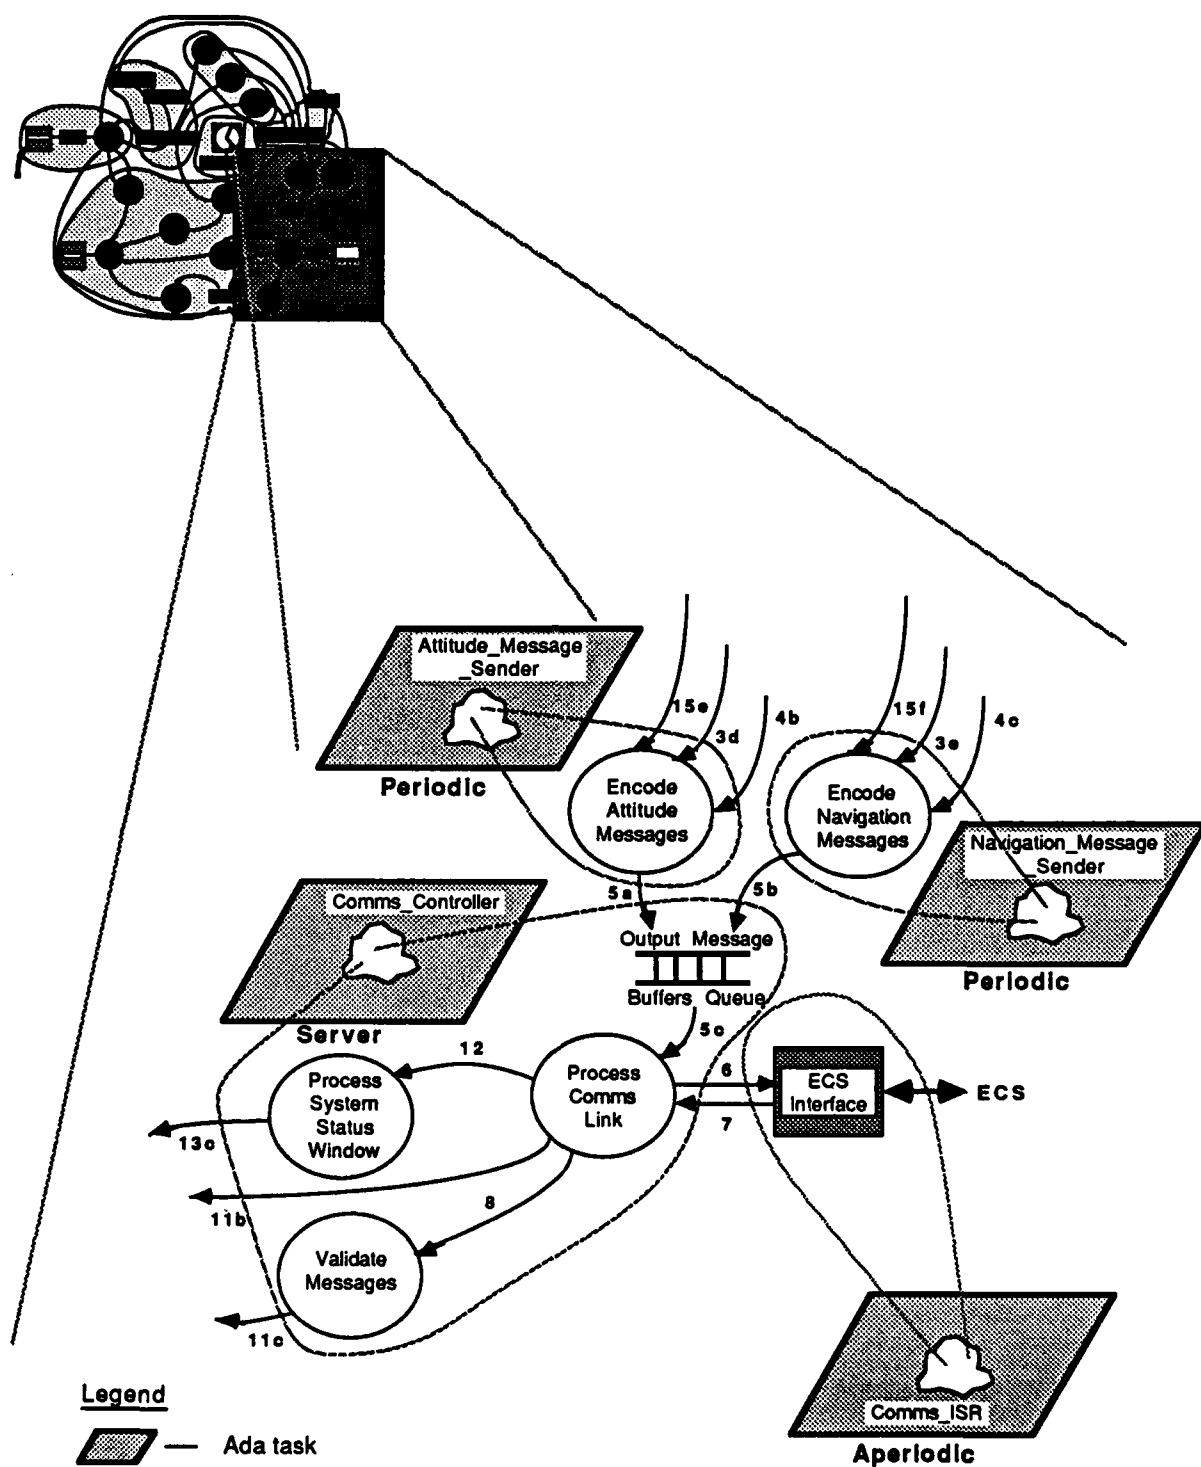 Attitude_Message
_Sender
Periodic
15e
3d
4b
15f
3e
4c
Encode
Attitude
Messages
Encode
Navigation
Messages
Navigation_Message
_Sender
Periodic
5a
5b
Comms_Controller
Server
Output Message
Buffers Queue
5c
12
Process
System
Status
Window
Process
Comms
Link
6
7
ECS
Interface
ECS
13c
11b
8
Validate
Messages
11c
Comms_ISR
Aperiodic
Legend
— Ada task